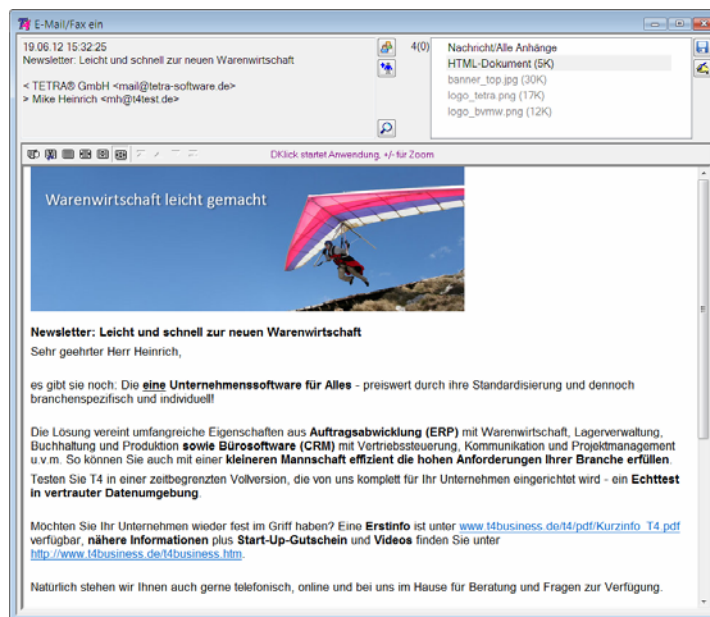 E-Mail/Fax ein
19.06.12 15:32:25
Newsletter: Leicht und schnell zur neuen Warenwirtschaft
< TETRA® GmbH <mail@tetra-software.de>
> Mike Heinrich <mh@t4test.de>
4(0)
Nachricht/Alle Anhänge
HTML-Dokument (5K)
banner_top.jpg (30K)
logo_tetra.png (17K)
logo_bvmw.png (12K)
DKlick startet Anwendung, +/- für Zoom
Warenwirtschaft leicht gemacht
Newsletter: Leicht und schnell zur neuen Warenwirtschaft
Sehr geehrter Herr Heinrich,
es gibt sie noch: Die eine Unternehmenssoftware für Alles - preiswert durch ihre Standardisierung und dennoch
branchenspezifisch und individuell!
Die Lösung vereint umfangreiche Eigenschaften aus Auftragsabwicklung (ERP) mit Warenwirtschaft, Lagerverwaltung,
Buchhaltung und Produktion sowie Bürosoftware (CRM) mit Vertriebssteuerung, Kommunikation und Projektmanagement
u.v.m. So können Sie auch mit einer kleineren Mannschaft effizient die hohen Anforderungen Ihrer Branche erfüllen.
Testen Sie T4 in einer zeitbegrenzten Vollversion, die von uns komplett für Ihr Unternehmen eingerichtet wird - ein Echttest
in vertrauter Datenumgebung.
Möchten Sie Ihr Unternehmen wieder fest im Griff haben? Eine Erstinfo ist unter www.t4business.de/t4/pdf/Kurzinfo_T4.pdf
verfügbar, nähere Informationen plus Start-Up-Gutschein und Videos finden Sie unter
http://www.t4business.de/t4business.htm.
Natürlich stehen wir Ihnen auch gerne telefonisch, online und bei uns im Hause für Beratung und Fragen zur Verfügung.